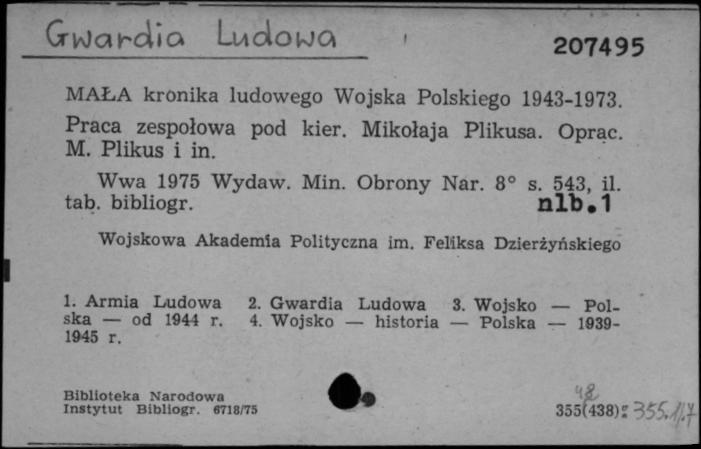 Gwardia Ludowa
207495
MAŁA kronika ludowego Wojska Polskiego 1943-1973.
Praca zespołowa pod kier. Mikołaja Plikusa. Oprac.
M. Plikus i in.
Wwa 1975 Wydaw. Min. Obrony Nar. 8° s. 543, il.
tab. bibliogr. nlb.1
Wojskowa Akademia Polityczna im. Feliksa Dzierżyńskiego
1. Armia Ludowa 2. Gwardia Ludowa 3. Wojsko — Pol-
ska — od 1944 r. 4. Wojsko — historia — Polska — 1939-
1945 r.
Biblioteka Narodowa
Instytut Bibliogr. 6718/75
355(438):